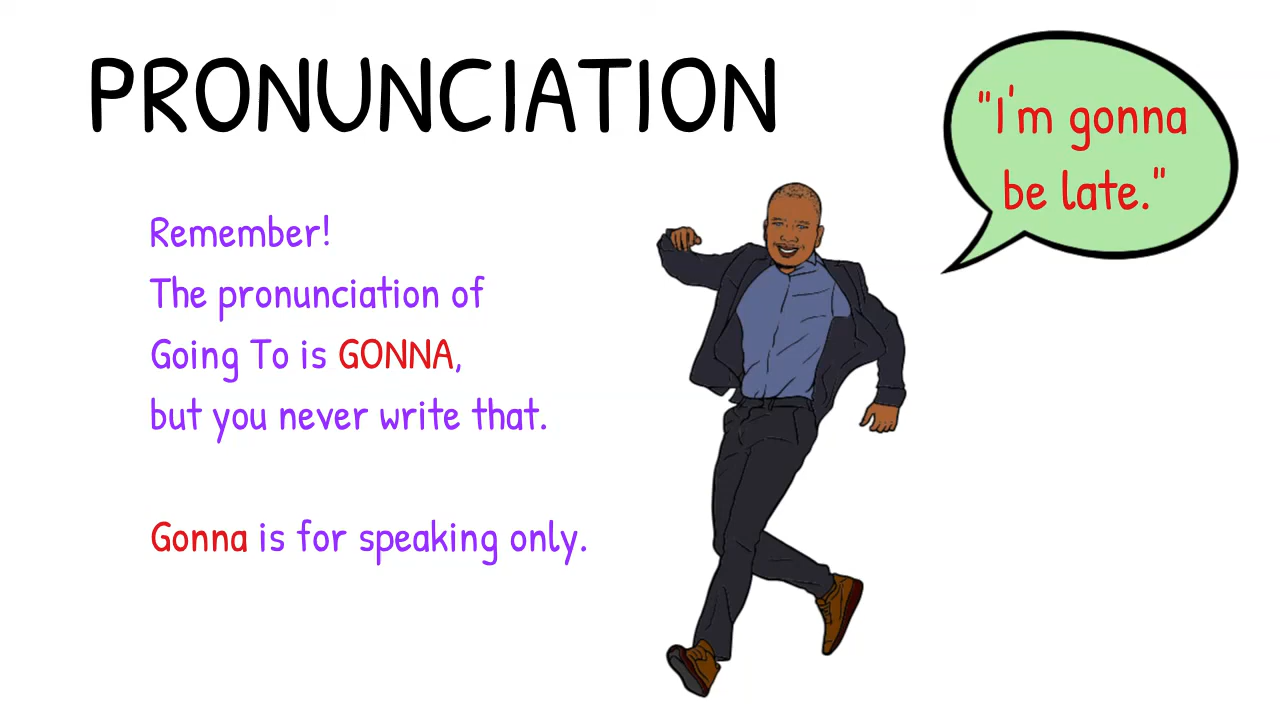 PRONUNCIATION
"I'm gonna
be late."
Remember!
The pronunciation of
Going To is GONNA,
but you never write that.
Gonna is for speaking only.